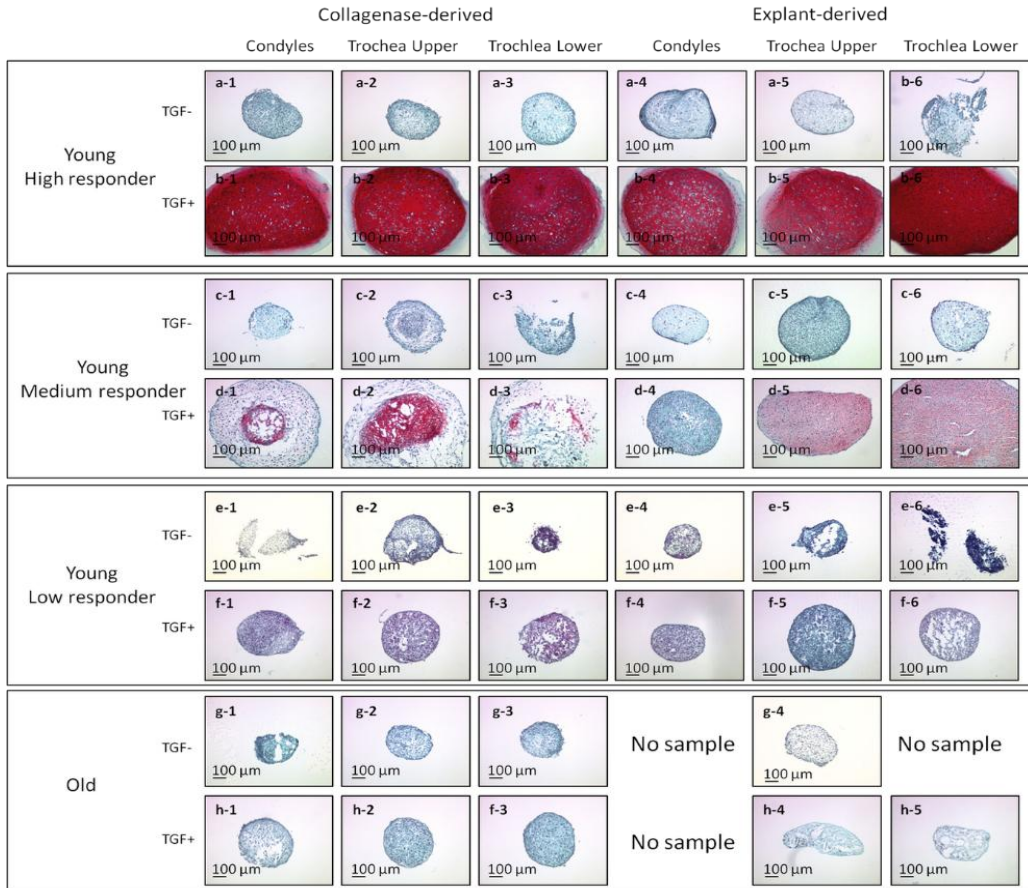 Collagenase-derived Explant-derived
Condyles Trochea Upper Trochlea Lower Condyles Trochea Upper Trochlea Lower
a-1 a-2 a-3 a-4 a-5 b-6
TGF-
100 µm 100 µm 100 µm 100 µm 100 µm 100 µm
Young
High responder
b-1 b-2 b-3 b-4 b-5 b-6
TGF+
100 µm 100 µm 100 µm 100 µm 100 µm 100 µm
c-1 c-2 c-3 c-4 c-5 c-6
TGF-
100 µm 100 µm 100 µm 100 µm 100 µm 100 µm
Young
Medium responder
d-1 d-2 d-3 d-4 d-5 d-6
TGF+
100 µm 100 µm 100 µm 100 µm 100 µm 100 µm
e-1 e-2 e-3 e-4 e-5 e-6
TGF-
100 µm 100 µm 100 µm 100 µm 100 µm 100 µm
Young
Low responder
f-1 f-2 f-3 f-4 f-5 f-6
TGF+
100 µm 100 µm 100 µm 100 µm 100 µm 100 µm
g-1 g-2 g-3 g-4
TGF- No sample No sample
100 µm 100 µm 100 µm 100 µm
Old
h-1 h-2 f-3 h-4 h-5
TGF+ No sample
100 µm 100 µm 100 µm 100 µm 100 µm